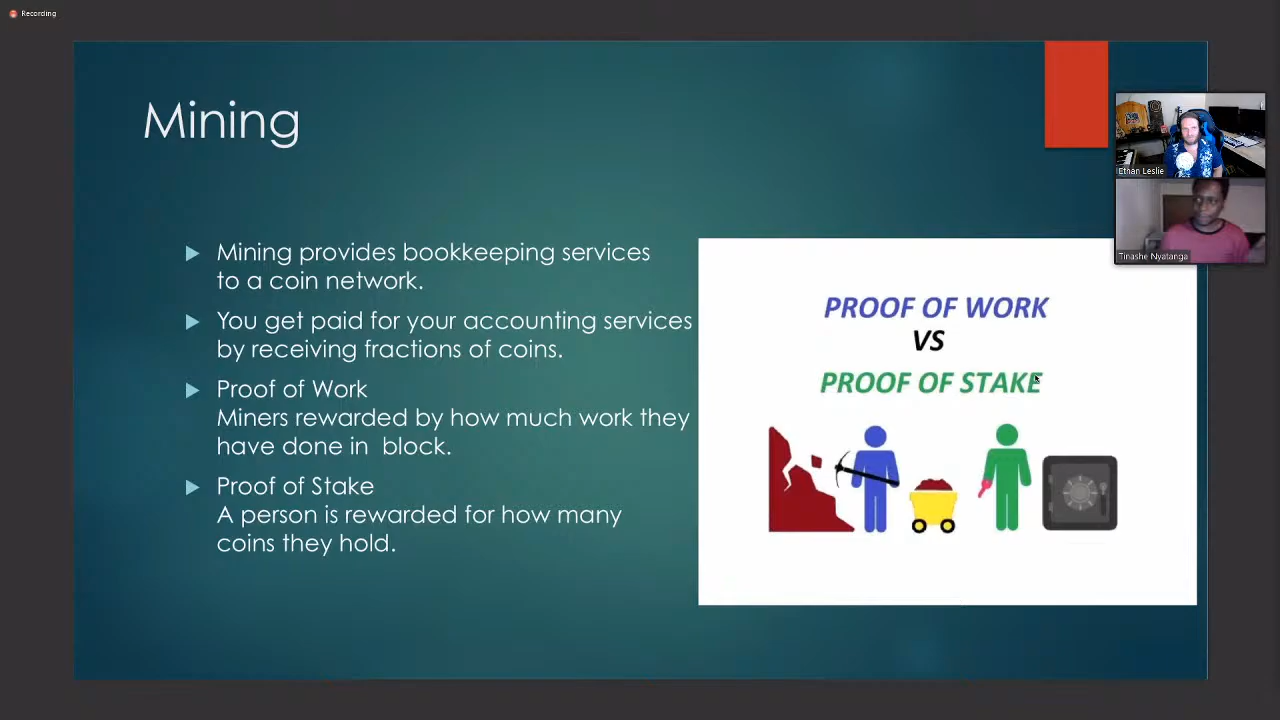 Recording
Mining
Mining provides bookkeeping services
to a coin network.
You get paid for your accounting services
by receiving fractions of coins.
Proof of Work
Miners rewarded by how much work they
have done in  block.
Proof of Stake
A person is rewarded for how many
coins they hold.
PROOF OF WORK
VS
PROOF OF STAKE
Ethan Leslie
Tinashe Nyatanga